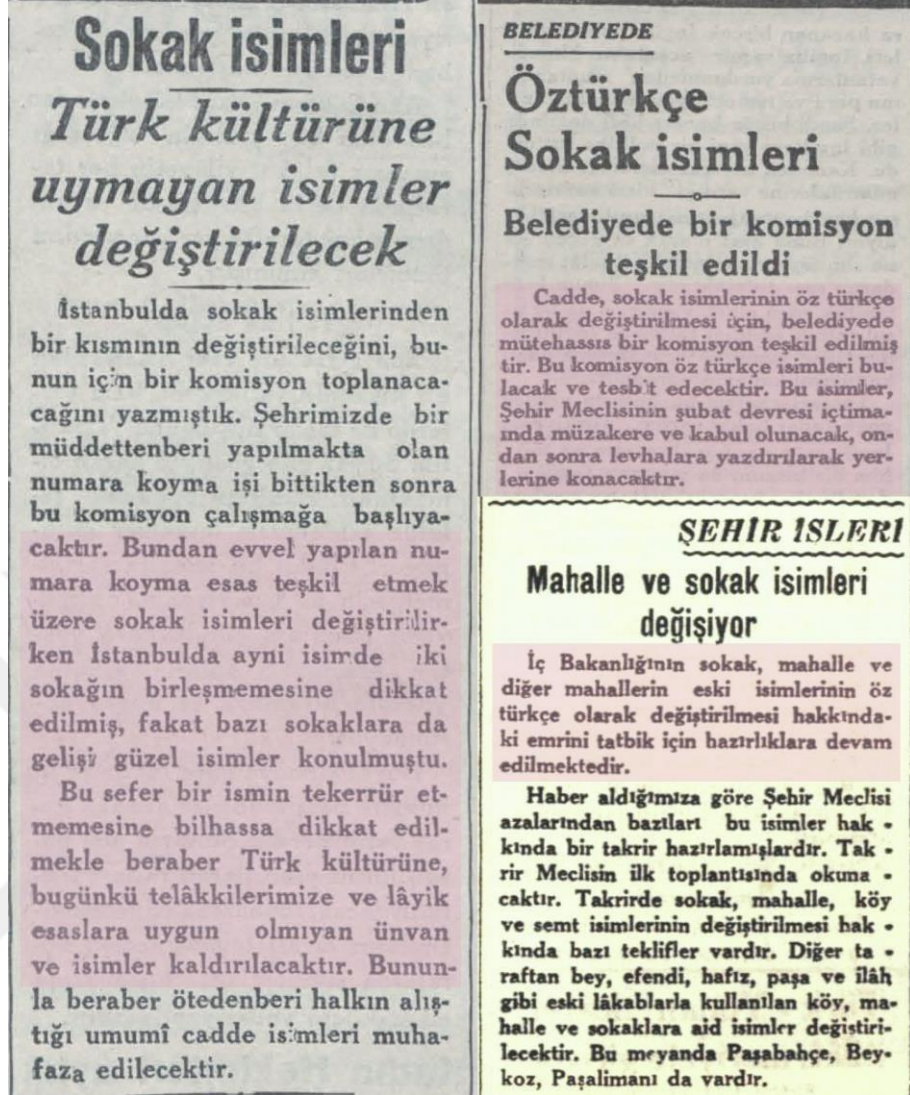 Sokak isimleri
Türk kültürüne
uymayan isimler
değiştirilecek
İstanbulda sokak isimlerinden
bir kısmının değiştirileceğini, bu-
nun için bir komisyon toplanaca-
cağını yazmıştık. Şehrimizde bir
müddettenberi yapılmakta olan
numara koyma işi bittikten sonra
bu komisyon çalışmağa başlıya-
caktır. Bundan evvel yapılan nu-
mara koyma esas teşkil etmek
üzere sokak isimleri değiştirilir-
ken İstanbulda ayni isimde iki
sokağın birleşmemesine dikkat
edilmiş, fakat bazı sokaklara da
gelişi güzel isimler konulmuştu.
Bu sefer bir ismin tekerrür et-
memesine bilhassa dikkat edil-
mekle beraber Türk kültürüne,
bugünkü telâkkilerimize ve lâyik
esaslara uygun olmıyan ünvan
ve isimler kaldırılacaktır. Bunun-
la beraber ötedenberi halkın alış-
tığı umumî cadde isimleri muha-
faza edilecektir.
BELEDİYEDE
Öztürkçe
Sokak isimleri
Belediyede bir komisyon
teşkil edildi
Cadde, sokak isimlerinin öz türkçe
olarak değiştirilmesi için, belediyede
mütehassıs bir komisyon teşkil edilmiş
tir. Bu komisyon öz türkçe isimleri bu-
lacak ve tesbit edecektir. Bu isimler,
Şehir Meclisinin şubat devresi içtima-
ında müzakere ve kabul olunacak, on-
dan sonra levhalara yazdırılarak yer-
lerine konacaktır.
ŞEHİR İSLERİ
Mahalle ve sokak isimleri
değişiyor
İç Bakanlığının sokak, mahalle ve
diğer mahallerin eski isimlerinin öz
türkçe olarak değiştirilmesi hakkında-
ki emrini tatbik için hazırlıklara devam
edilmektedir.
Haber aldığımıza göre Şehir Meclisi
azalarından bazıları bu isimler hak -
kında bir takrir hazırlamışlardır. Tak -
rir Meclisin ilk toplantısında okuna -
caktır. Takrirde sokak, mahalle, köy
ve semt isimlerinin değiştirilmesi hak -
kında bazı teklifler vardır. Diğer ta -
raftan bey, efendi, hafız, paşa ve ilâh
gibi eski lâkablarla kullanılan köy, ma-
halle ve sokaklara aid isimler değiştiri-
lecektir. Bu meyanda Paşabahçe, Bey-
koz, Paşalimanı da vardır.